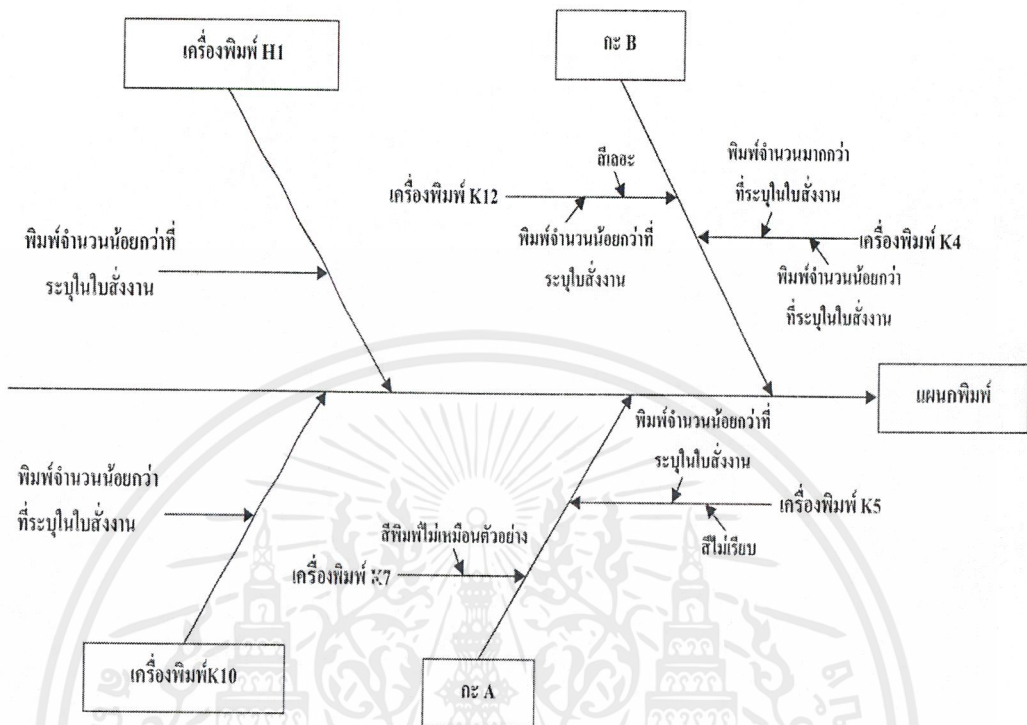 เครื่องพิมพ์ H1
กะ B
สีเลอะ
เครื่องพิมพ์ K12
พิมพ์จำนวนน้อยกว่าที่
ระบุในใบสั่งงาน
พิมพ์จำนวนมากกว่า
ที่ระบุในใบสั่งงาน
เครื่องพิมพ์ K4
พิมพ์จำนวนน้อยกว่า
ที่ระบุในใบสั่งงาน
พิมพ์จำนวนน้อยกว่าที่
ระบุในใบสั่งงาน
แผนกพิมพ์
พิมพ์จำนวนน้อยกว่า
ที่ระบุในใบสั่งงาน
พิมพ์จำนวนน้อยกว่าที่
ระบุในใบสั่งงาน
เครื่องพิมพ์ K5
สีไม่เรียบ
สีพิมพ์ไม่เหมือนตัวอย่าง
เครื่องพิมพ์ K7
เครื่องพิมพ์K10
กะ A